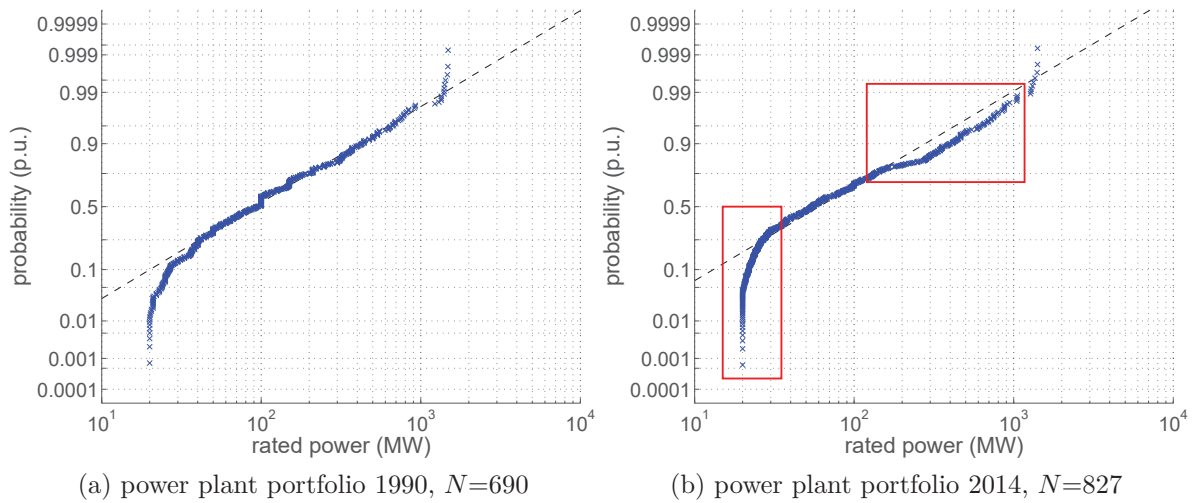 0.9999
0.999
0.99
0.9
0.5
0.1
0.01
0.001
0.0001
probability (p.u.)
10^1 10^2 10^3 10^4
rated power (MW)
(a) power plant portfolio 1990, N=690
0.9999
0.999
0.99
0.9
0.5
0.1
0.01
0.001
0.0001
probability (p.u.)
10^1 10^2 10^3 10^4
rated power (MW)
(b) power plant portfolio 2014, N=827